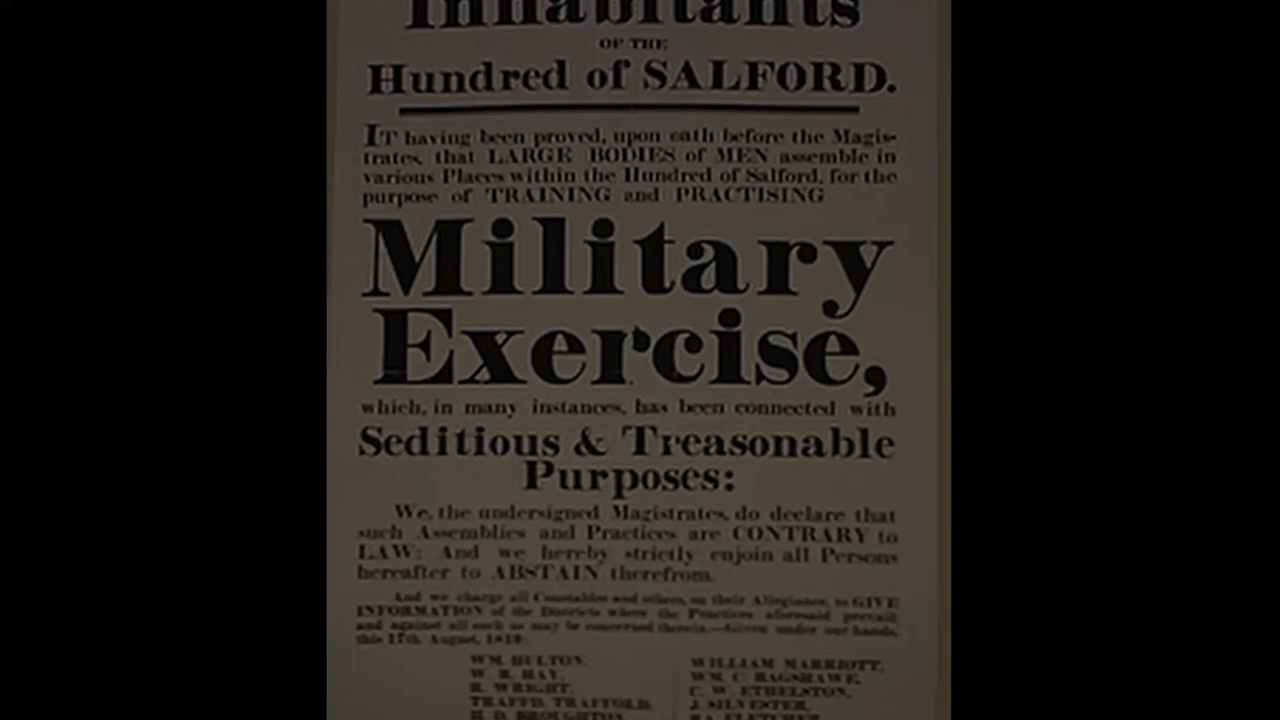 Inhabitants
OF THE
Hundred of SALFORD.
IT having been proved, upon oath before the Magis-
trates, that LARGE BODIES of MEN assemble in
various Places within the Hundred of Salford, for the
purpose of TRAINING and PRACTISING
Military
Exercise,
which, in many instances, has been connected with
Seditious & Treasonable
Purposes:
We, the undersigned Magistrates, do declare that
such Assemblies and Practices are CONTRARY to
LAW: And we hereby strictly enjoin all Persons
hereafter to ABSTAIN therefrom.
And we charge all Constables and others, on their Allegiance, to GIVE
INFORMATION of the Districts where the Practices aforesaid prevail;
and against all such as may be concerned therein.—Given under our hands,
this 17th August, 1819.
WM. HULTON, WILLIAM MARRIOTT,
W. R. HAY, WM. C. BAGSHAWE,
R. WRIGHT, C. W. ETHELSTON,
TRAFFD. TRAFFORD, J. SILVESTER,
H. D. BROUGHTON, RA. FLETCHER